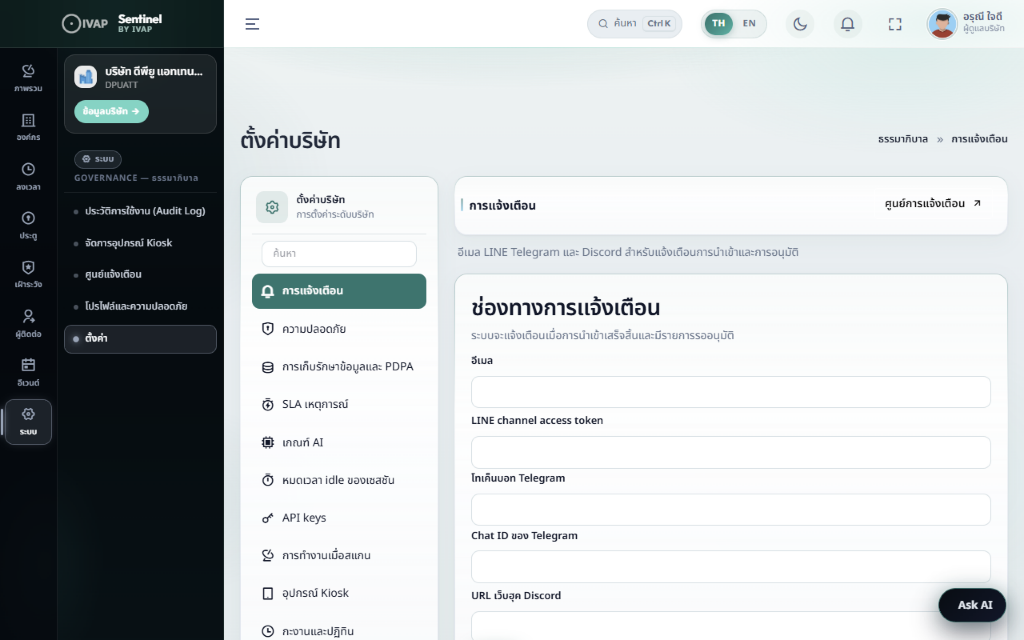 IVAP
Sentinel
BY IVAP
ค้นหา
Ctrl K
TH
EN
อรุณี ใจดี
ผู้ดูแลบริษัท
ภาพรวม
องค์กร
ลงเวลา
ประตู
เฝ้าระวัง
ผู้ติดต่อ
อีเวนต์
ระบบ
บริษัท ดีพียู แอทเทน...
DPUATT
ข้อมูลบริษัท →
ระบบ
GOVERNANCE — ธรรมาภิบาล
ประวัติการใช้งาน (Audit Log)
จัดการอุปกรณ์ Kiosk
ศูนย์แจ้งเตือน
โปรไฟล์และความปลอดภัย
ตั้งค่า
ตั้งค่าบริษัท
ธรรมาภิบาล » การแจ้งเตือน
ตั้งค่าบริษัท
การตั้งค่าระดับบริษัท
ค้นหา
การแจ้งเตือน
ความปลอดภัย
การเก็บรักษาข้อมูลและ PDPA
SLA เหตุการณ์
เกณฑ์ AI
หมดเวลา idle ของเซสชัน
API keys
การทำงานเมื่อสแกน
อุปกรณ์ Kiosk
กะงานและปฏิทิน
การแจ้งเตือน
ศูนย์การแจ้งเตือน
อีเมล LINE Telegram และ Discord สำหรับแจ้งเตือนการนำเข้าและการอนุมัติ
ช่องทางการแจ้งเตือน
ระบบจะแจ้งเตือนเมื่อการนำเข้าเสร็จสิ้นและมีรายการรออนุมัติ
อีเมล
LINE channel access token
โทเค็นบอท Telegram
Chat ID ของ Telegram
URL เว็บฮุค Discord
Ask AI